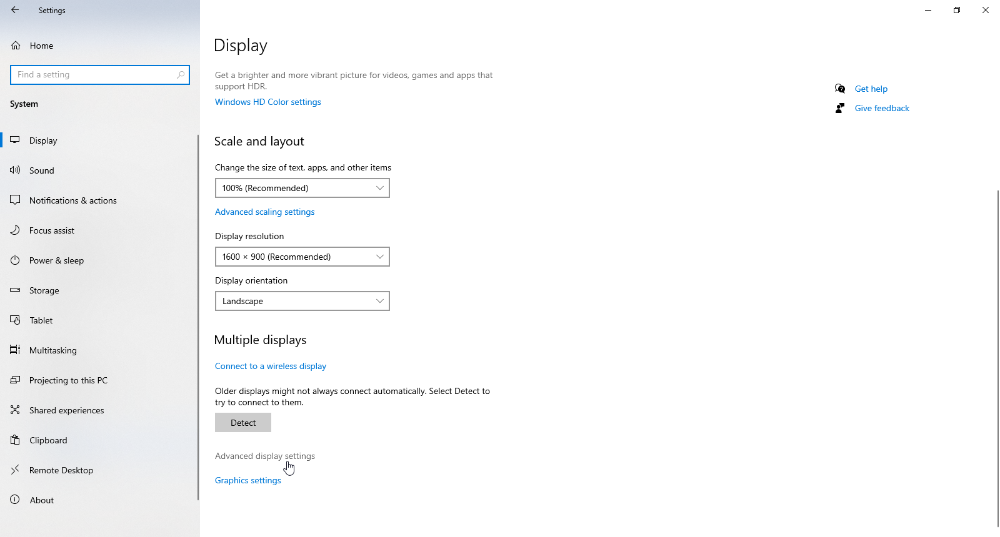 Settings
Home
Find a setting
System
Display
Sound
Notifications & actions
Focus assist
Power & sleep
Storage
Tablet
Multitasking
Projecting to this PC
Shared experiences
Clipboard
Remote Desktop
About
Display
Get a brighter and more vibrant picture for videos, games and apps that
support HDR.
Windows HD Color settings
Scale and layout
Change the size of text, apps, and other items
100% (Recommended)
Advanced scaling settings
Display resolution
1600 × 900 (Recommended)
Display orientation
Landscape
Multiple displays
Connect to a wireless display
Older displays might not always connect automatically. Select Detect to
try to connect to them.
Detect
Advanced display settings
Graphics settings
Get help
Give feedback